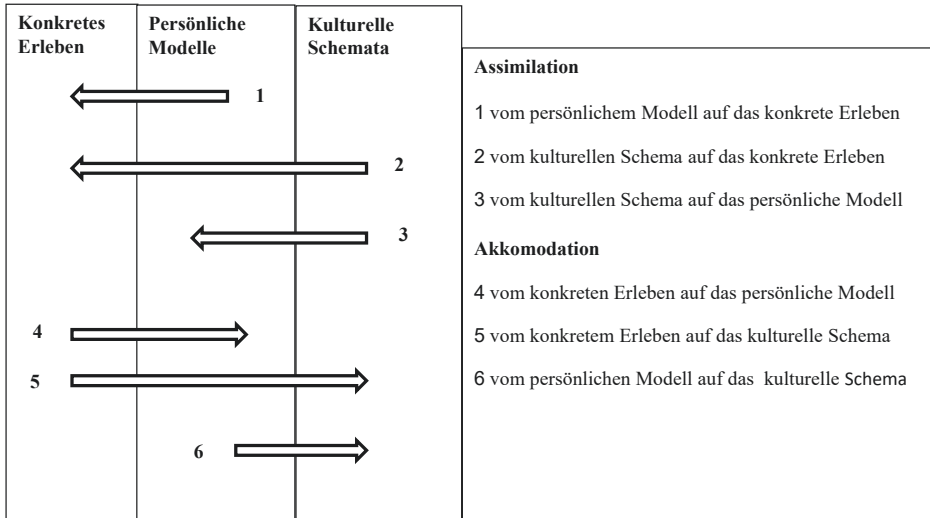 Konkretes
Erleben
Persönliche
Modelle
Kulturelle
Schemata
1
2
3
4
5
6
Assimilation
1 vom persönlichem Modell auf das konkrete Erleben
2 vom kulturellen Schema auf das konkrete Erleben
3 vom kulturellen Schema auf das persönliche Modell
Akkomodation
4 vom konkreten Erleben auf das persönliche Modell
5 vom konkretem Erleben auf das kulturelle Schema
6 vom persönlichen Modell auf das kulturelle Schema